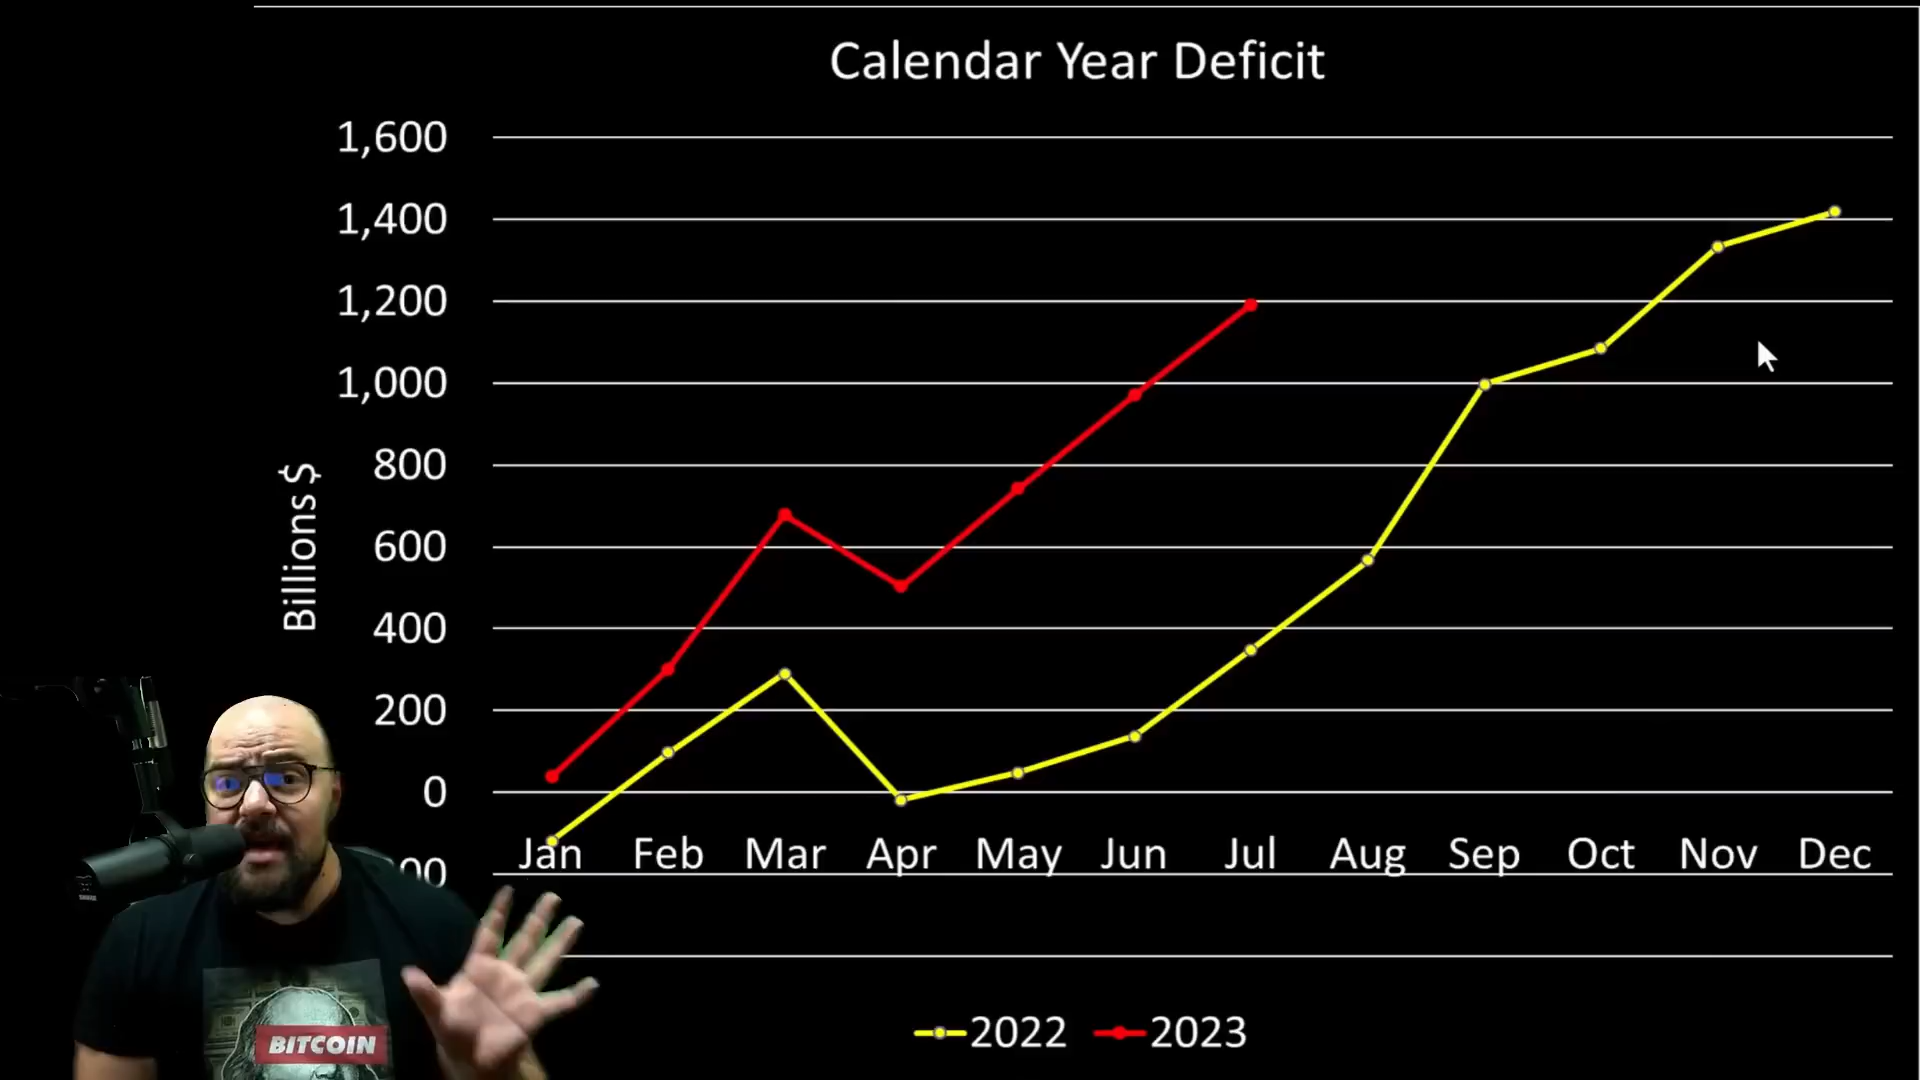 Calendar Year Deficit
1,600
1,400
1,200
1,000
800
600
400
200
0
00
Billions $
Jan Feb Mar Apr May Jun Jul Aug Sep Oct Nov Dec
2022 2023
BITCOIN